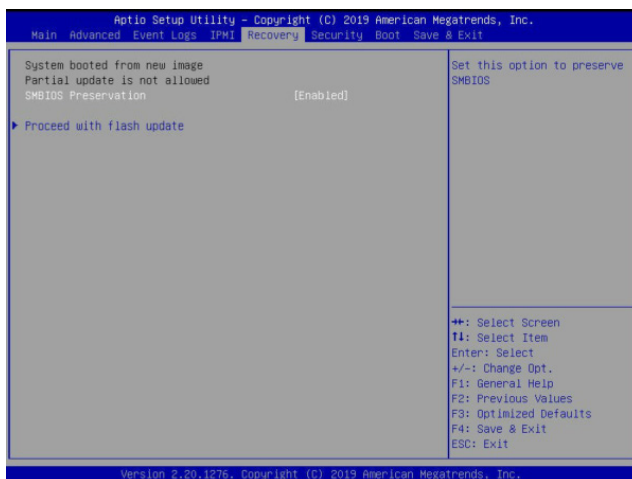 Aptio Setup Utility – Copyright (C) 2019 American Megatrends, Inc.
Main Advanced Event Logs IPMI Recovery Security Boot Save & Exit
System booted from new image
Partial update is not allowed
SMBIOS Preservation [Enabled]
Proceed with flash update
Set this option to preserve
SMBIOS
→←: Select Screen
↑↓: Select Item
Enter: Select
+/-: Change Opt.
F1: General Help
F2: Previous Values
F3: Optimized Defaults
F4: Save & Exit
ESC: Exit
Version 2.20.1276. Copyright (C) 2019 American Megatrends, Inc.